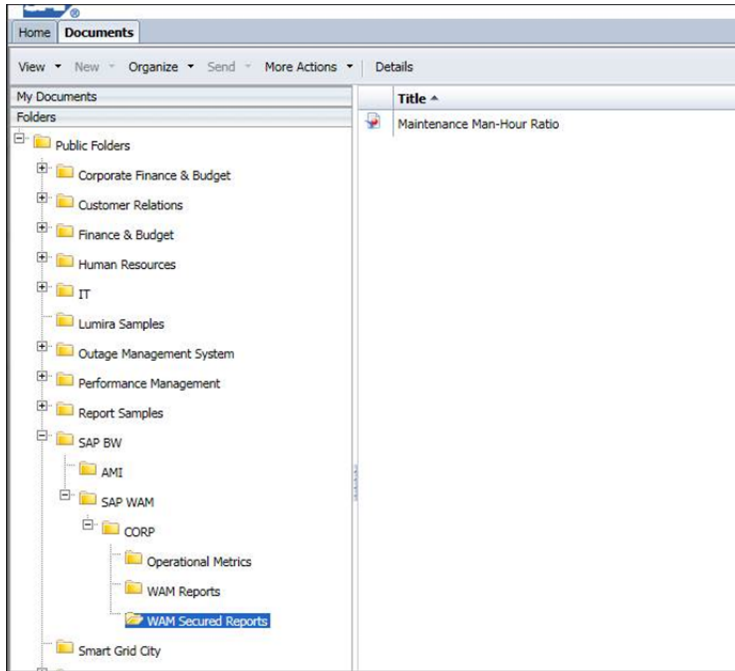 Home Documents
View New Organize Send More Actions Details
My Documents
Folders
Title
Maintenance Man-Hour Ratio
Public Folders
Corporate Finance & Budget
Customer Relations
Finance & Budget
Human Resources
IT
Lumira Samples
Outage Management System
Performance Management
Report Samples
SAP BW
AMI
SAP WAM
CORP
Operational Metrics
WAM Reports
WAM Secured Reports
Smart Grid City